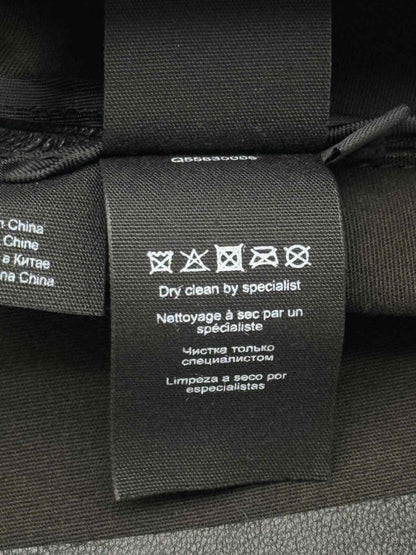 Q55630006
n China
Chine
в Китае
na China
Dry clean by specialist
Nettoyage à sec par un
spécialiste
Чистка только
специалистом
Limpeza a seco por
especialistas